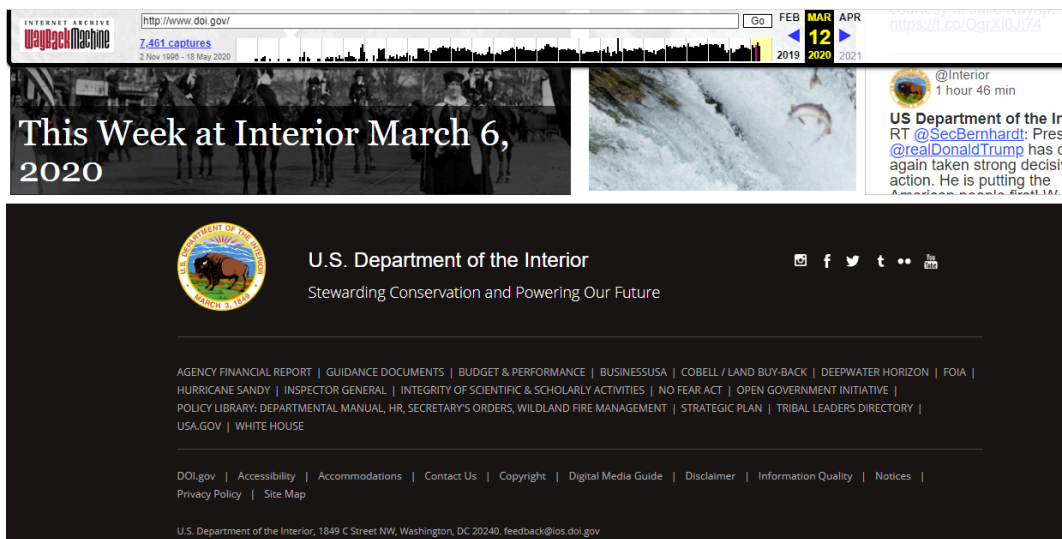 INTERNET ARCHIVE
WayBackMachine
http://www.doi.gov/
Go
FEB MAR APR
7,461 captures
12
2 Nov 1996 - 18 May 2020
2019 2020 2021
https://t.co/OgrXi0Jt74
This Week at Interior March 6,
2020
@Interior
1 hour 46 min
US Department of the In
RT @SecBernhardt: Pres
@realDonaldTrump has o
again taken strong decisiv
action. He is putting the
U.S. DEPARTMENT OF THE INTERIOR
MARCH 3, 1849
U.S. Department of the Interior
Stewarding Conservation and Powering Our Future
You
Tube
AGENCY FINANCIAL REPORT | GUIDANCE DOCUMENTS | BUDGET & PERFORMANCE | BUSINESSUSA | COBELL / LAND BUY-BACK | DEEPWATER HORIZON | FOIA |
HURRICANE SANDY | INSPECTOR GENERAL | INTEGRITY OF SCIENTIFIC & SCHOLARLY ACTIVITIES | NO FEAR ACT | OPEN GOVERNMENT INITIATIVE |
POLICY LIBRARY: DEPARTMENTAL MANUAL, HR, SECRETARY'S ORDERS, WILDLAND FIRE MANAGEMENT | STRATEGIC PLAN | TRIBAL LEADERS DIRECTORY |
USA.GOV | WHITE HOUSE
DOI.gov | Accessibility | Accommodations | Contact Us | Copyright | Digital Media Guide | Disclaimer | Information Quality | Notices |
Privacy Policy | Site Map
U.S. Department of the Interior, 1849 C Street NW, Washington, DC 20240. feedback@ios.doi.gov